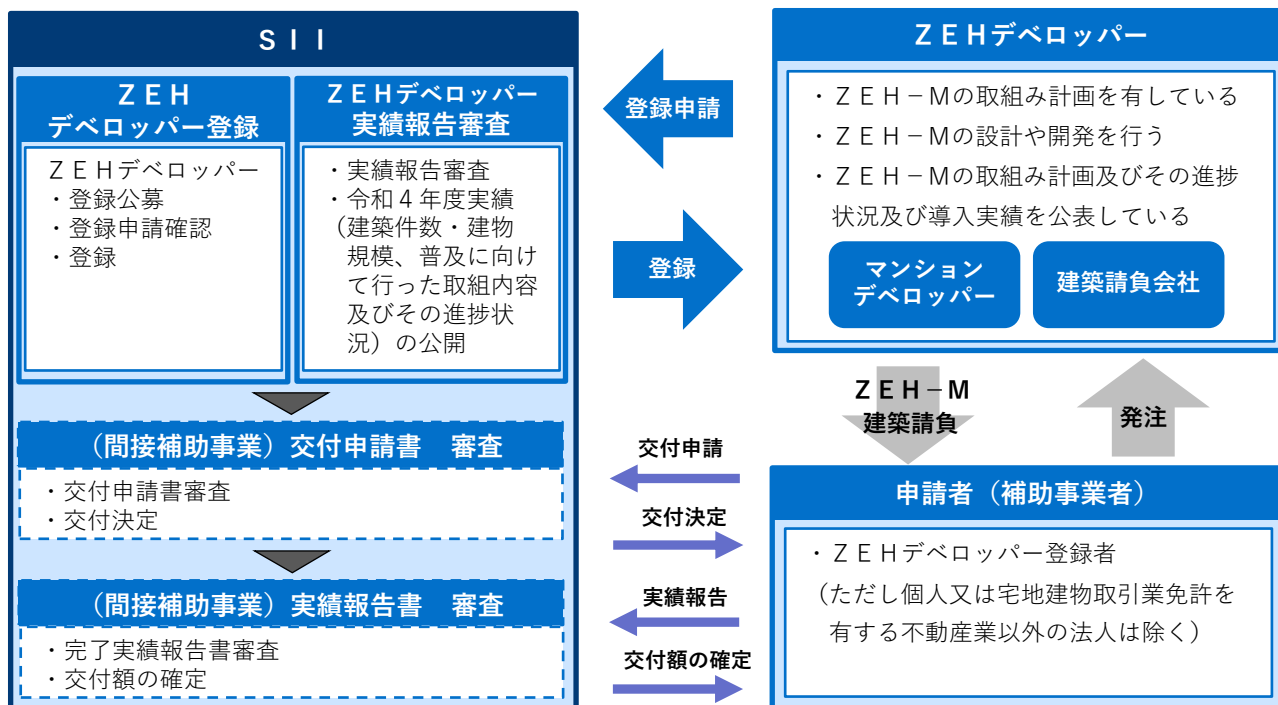 ＳＩＩ
ＺＥＨ
デベロッパー登録
ＺＥＨデベロッパー
・登録公募
・登録申請確認
・登録
ＺＥＨデベロッパー
実績報告審査
・実績報告審査
・令和４年度実績
（建築件数・建物
規模、普及に向け
て行った取組内容
及びその進捗状
況）の公開
（間接補助事業）交付申請書　審査
・交付申請書審査
・交付決定
（間接補助事業）実績報告書　審査
・完了実績報告書審査
・交付額の確定
登録申請
登録
交付申請
交付決定
実績報告
交付額の確定
ＺＥＨデベロッパー
・ＺＥＨ－Ｍの取組み計画を有している
・ＺＥＨ－Ｍの設計や開発を行う
・ＺＥＨ－Ｍの取組み計画及びその進捗
状況及び導入実績を公表している
マンション
デベロッパー
建築請負会社
ＺＥＨ－Ｍ
建築請負
発注
申請者（補助事業者）
・ＺＥＨデベロッパー登録者
（ただし個人又は宅地建物取引業免許を
有する不動産業以外の法人は除く）